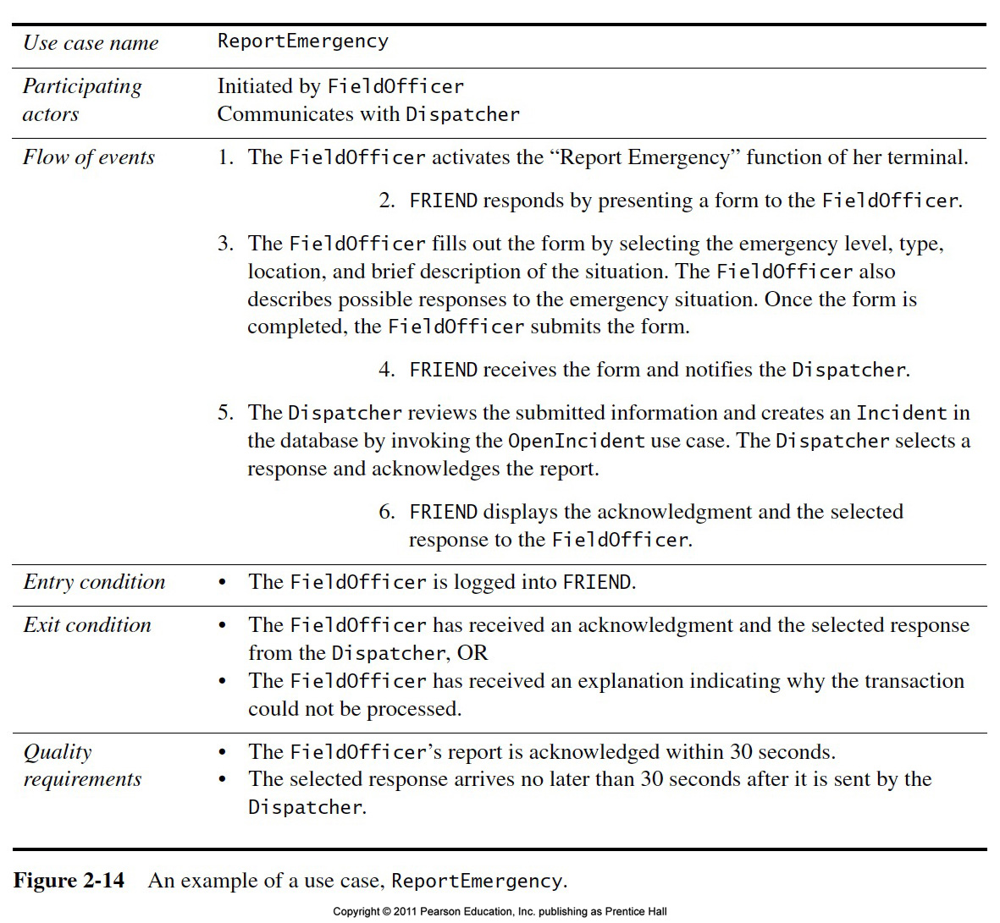 Use case name ReportEmergency
Participating Initiated by FieldOfficer
actors Communicates with Dispatcher
Flow of events 1. The FieldOfficer activates the “Report Emergency” function of her terminal.
2. FRIEND responds by presenting a form to the FieldOfficer.
3. The FieldOfficer fills out the form by selecting the emergency level, type,
location, and brief description of the situation. The FieldOfficer also
describes possible responses to the emergency situation. Once the form is
completed, the FieldOfficer submits the form.
4. FRIEND receives the form and notifies the Dispatcher.
5. The Dispatcher reviews the submitted information and creates an Incident in
the database by invoking the OpenIncident use case. The Dispatcher selects a
response and acknowledges the report.
6. FRIEND displays the acknowledgment and the selected
response to the FieldOfficer.
Entry condition • The FieldOfficer is logged into FRIEND.
Exit condition • The FieldOfficer has received an acknowledgment and the selected response
from the Dispatcher, OR
• The FieldOfficer has received an explanation indicating why the transaction
could not be processed.
Quality • The FieldOfficer’s report is acknowledged within 30 seconds.
requirements • The selected response arrives no later than 30 seconds after it is sent by the
Dispatcher.
Figure 2-14 An example of a use case, ReportEmergency.
Copyright © 2011 Pearson Education, Inc. publishing as Prentice Hall